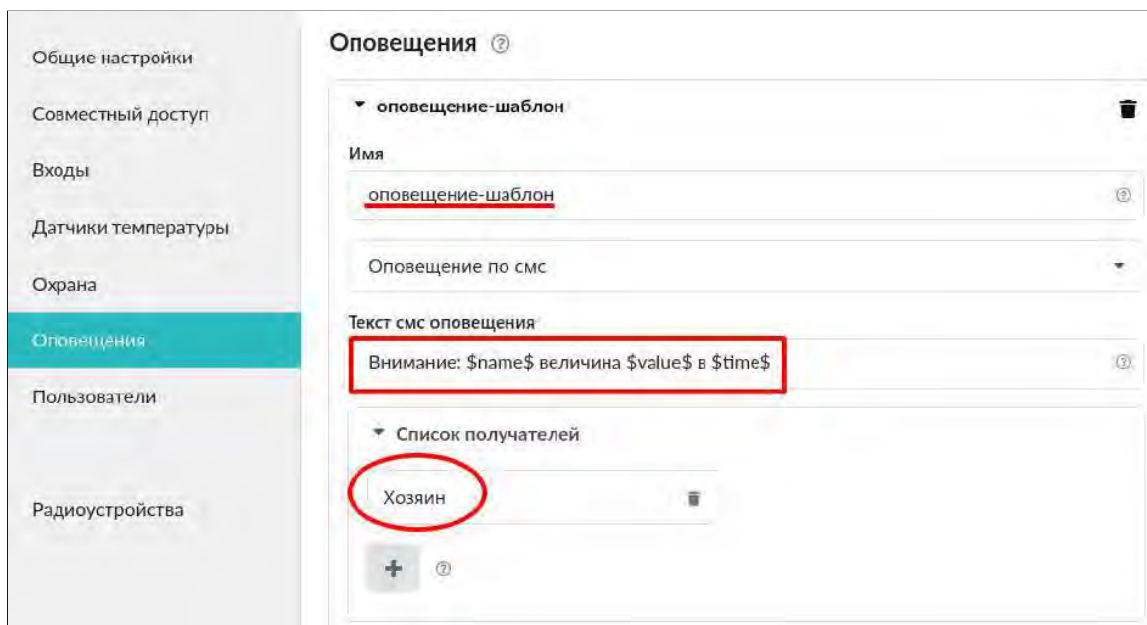 Общие настройки
Совместный доступ
Входы
Датчики температуры
Охрана
Оповещения
Пользователи
Радиоустройства
Оповещения
оповещение-шаблон
Имя
оповещение-шаблон
Оповещение по смс
Текст смс оповещения
Внимание: $name$ величина $value$ в $time$
Список получателей
Хозяин